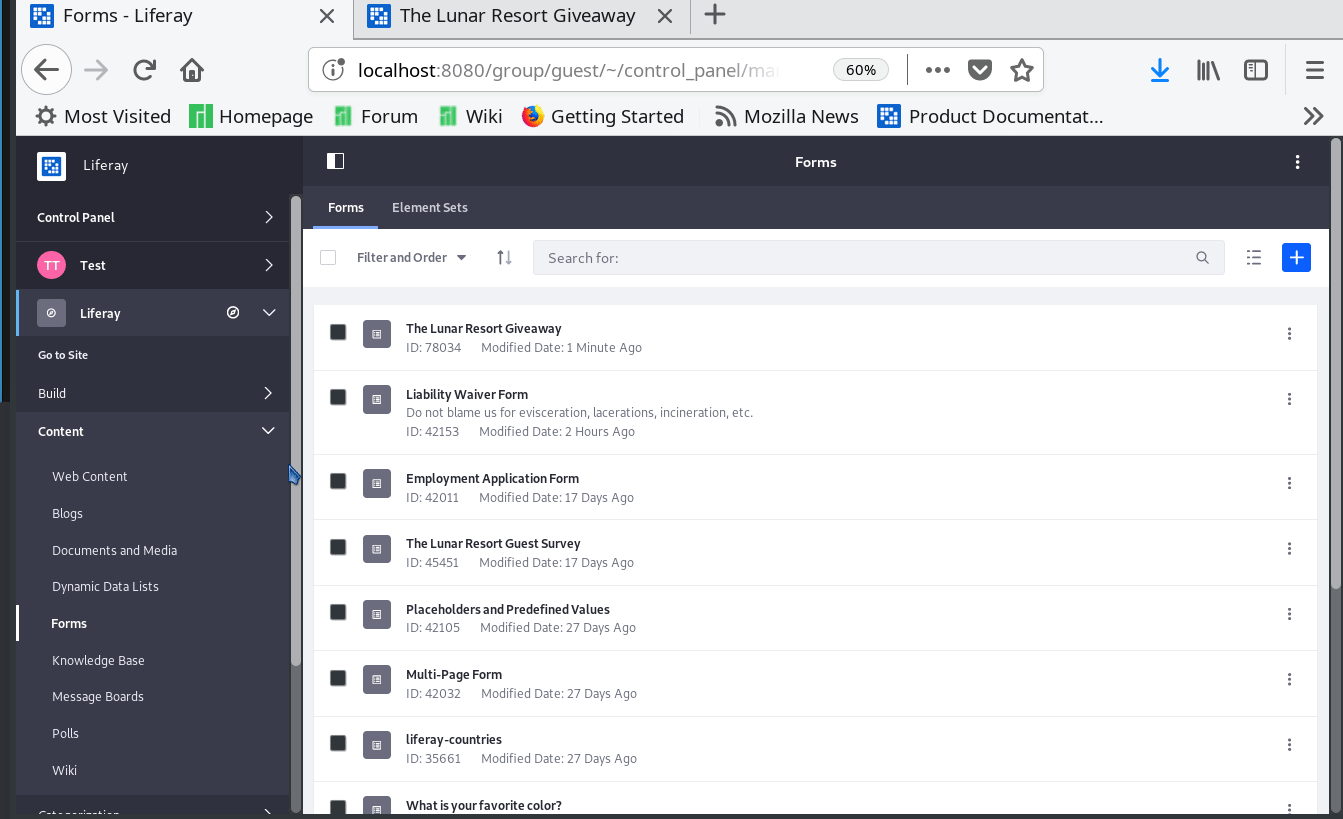 Forms - Liferay
The Lunar Resort Giveaway
localhost:8080/group/guest/~/control_panel/ma
60%
Most Visited
Homepage
Forum
Wiki
Getting Started
Mozilla News
Product Documentat...
Liferay
Control Panel
TT
Test
Liferay
Go to Site
Build
Content
Web Content
Blogs
Documents and Media
Dynamic Data Lists
Forms
Knowledge Base
Message Boards
Polls
Wiki
Categorization
Forms
Forms
Element Sets
Filter and Order
Search for:
The Lunar Resort Giveaway
ID: 78034 Modified Date: 1 Minute Ago
Liability Waiver Form
Do not blame us for evisceration, lacerations, incineration, etc.
ID: 42153 Modified Date: 2 Hours Ago
Employment Application Form
ID: 42011 Modified Date: 17 Days Ago
The Lunar Resort Guest Survey
ID: 45451 Modified Date: 17 Days Ago
Placeholders and Predefined Values
ID: 42105 Modified Date: 27 Days Ago
Multi-Page Form
ID: 42032 Modified Date: 27 Days Ago
liferay-countries
ID: 35661 Modified Date: 27 Days Ago
What is your favorite color?